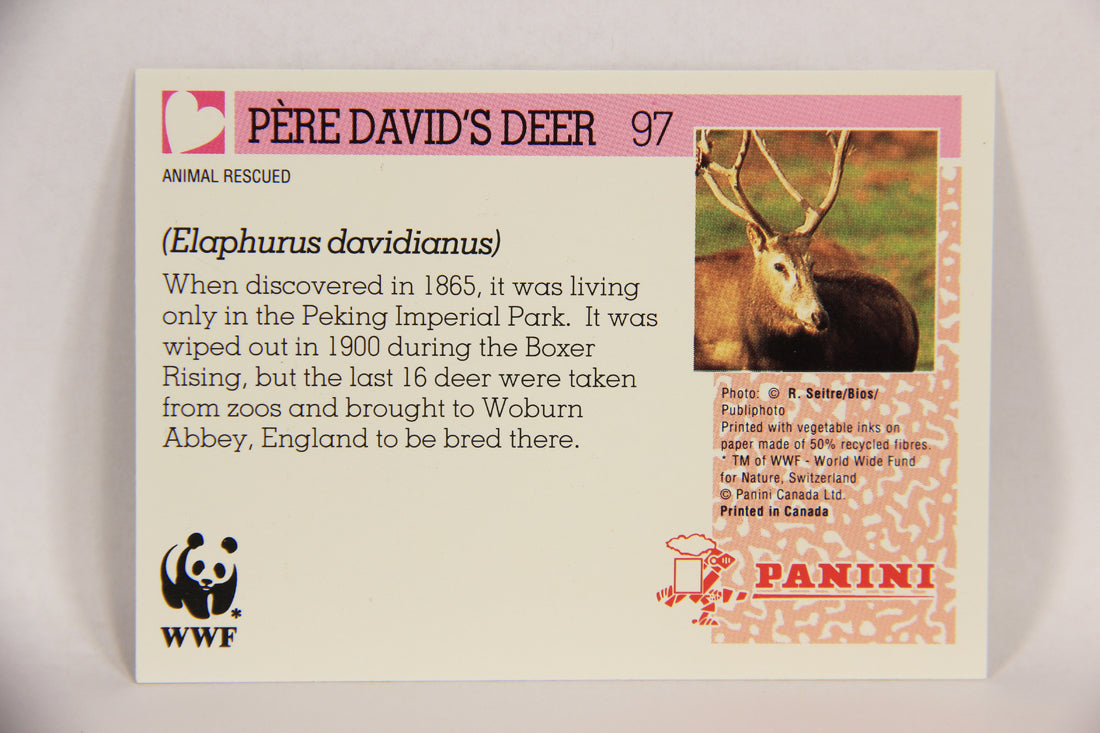 PÈRE DAVID'S DEER 97
ANIMAL RESCUED
(Elaphurus davidianus)
When discovered in 1865, it was living
only in the Peking Imperial Park. It was
wiped out in 1900 during the Boxer
Rising, but the last 16 deer were taken
from zoos and brought to Woburn
Abbey, England to be bred there.
Photo: © R. Seitre/Bios/
Publiphoto
Printed with vegetable inks on
paper made of 50% recycled fibres.
* TM of WWF - World Wide Fund
for Nature, Switzerland
© Panini Canada Ltd.
Printed in Canada
*
WWF
PANINI